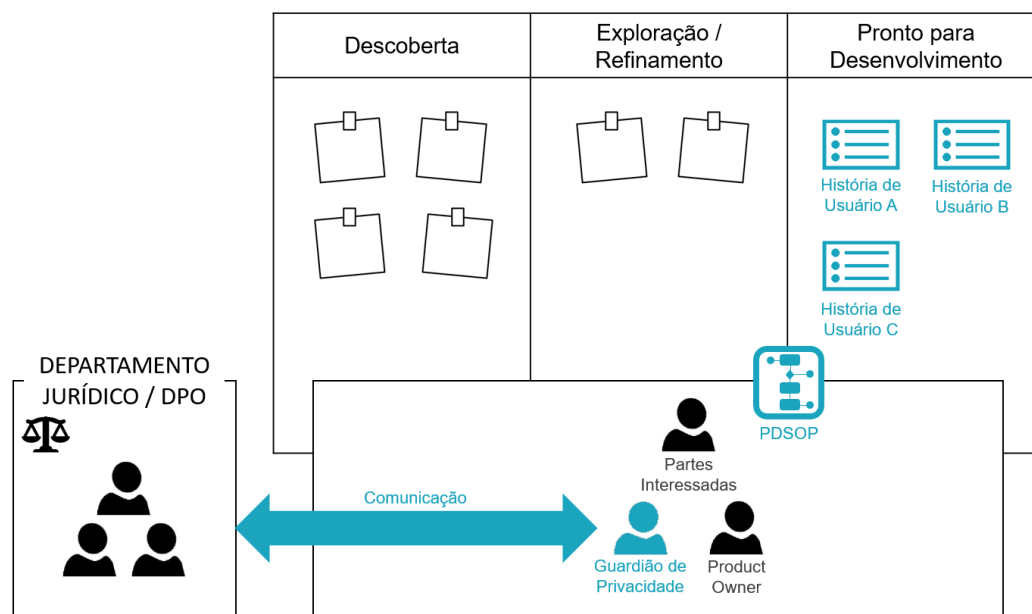 Descoberta
Exploração /
Refinamento
Pronto para
Desenvolvimento
História de
Usuário A
História de
Usuário B
História de
Usuário C
DEPARTAMENTO
JURÍDICO / DPO
PDSOP
Partes
Interessadas
Comunicação
Guardião de
Privacidade
Product
Owner